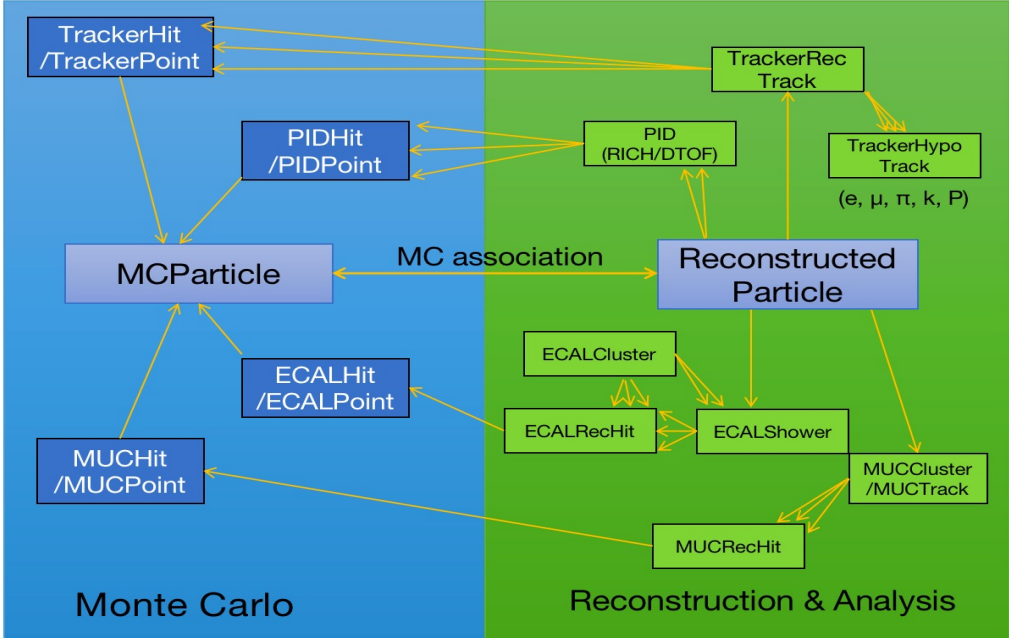 TrackerHit
/TrackerPoint
TrackerRec
Track
PIDHit
/PIDPoint
PID
(RICH/DTOF)
TrackerHypo
Track
(e, μ, π, k, P)
MCParticle
MC association
Reconstructed
Particle
ECALHit
/ECALPoint
ECALCluster
ECALRecHit
ECALShower
MUCHit
/MUCPoint
MUCCluster
/MUCTrack
MUCRecHit
Monte Carlo
Reconstruction & Analysis